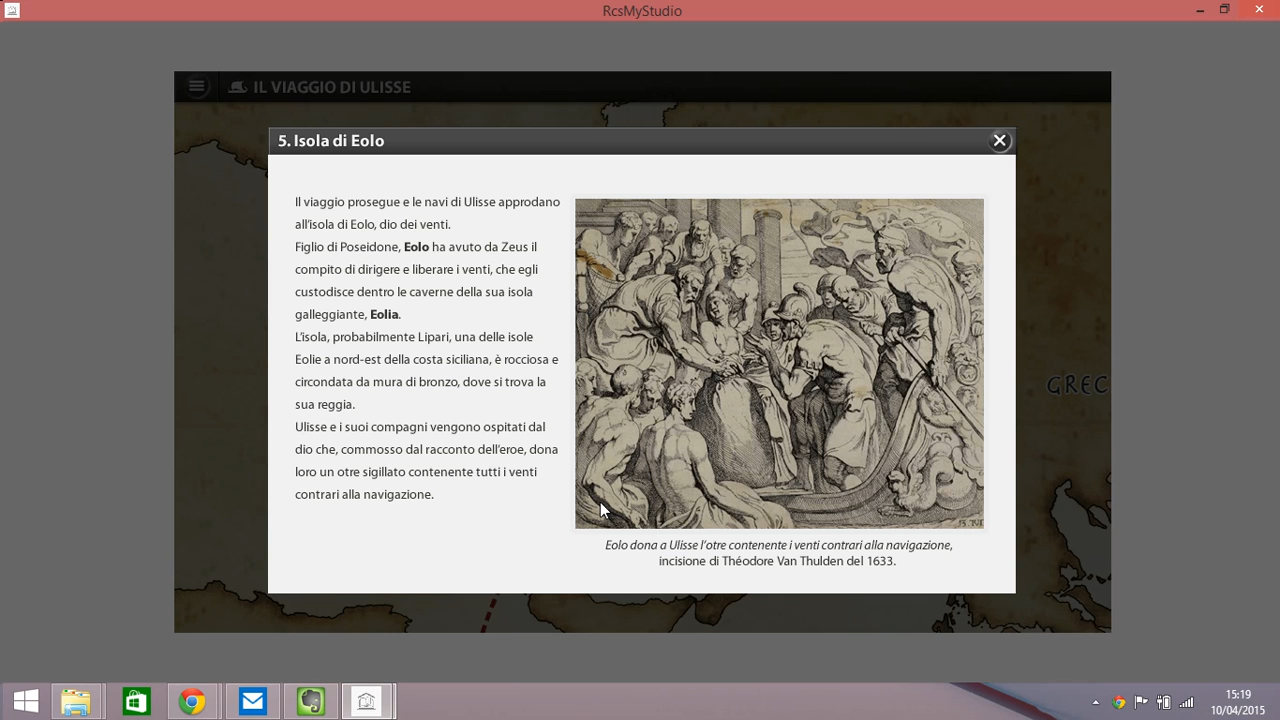 RcsMyStudio
IL VIAGGIO DI ULISSE
5. Isola di Eolo
Il viaggio prosegue e le navi di Ulisse approdano
all'isola di Eolo, dio dei venti.
Figlio di Poseidone, Eolo ha avuto da Zeus il
compito di dirigere e liberare i venti, che egli
custodisce dentro le caverne della sua isola
galleggiante, Eolia.
L'isola, probabilmente Lipari, una delle isole
Eolie a nord-est della costa siciliana, è rocciosa e
circondata da mura di bronzo, dove si trova la
sua reggia.
Ulisse e i suoi compagni vengono ospitati dal
dio che, commosso dal racconto dell'eroe, dona
loro un otre sigillato contenente tutti i venti
contrari alla navigazione.
Eolo dona a Ulisse l'otre contenente i venti contrari alla navigazione,
incisione di Théodore Van Thulden del 1633.
GREC
15:19
10/04/2015